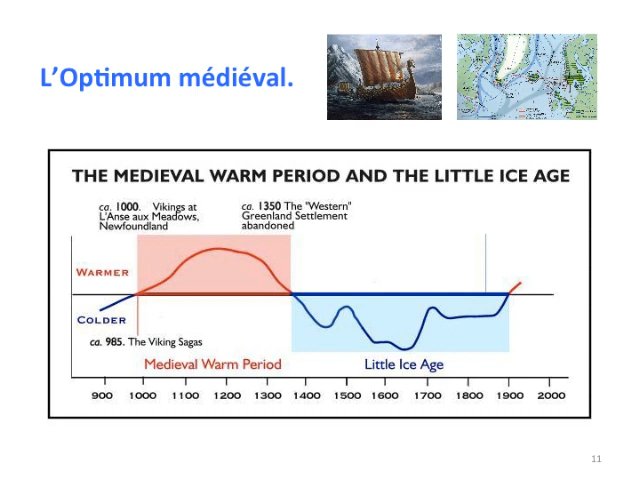 L’Optimum médiéval.
THE MEDIEVAL WARM PERIOD AND THE LITTLE ICE AGE
ca. 1000. Vikings at
L'Anse aux Meadows,
Newfoundland
ca. 1350 The "Western"
Greenland Settlement
abandoned
WARMER
COLDER
ca. 985. The Viking Sagas
Medieval Warm Period
Little Ice Age
900 1000 1100 1200 1300 1400 1500 1600 1700 1800 1900 2000
11